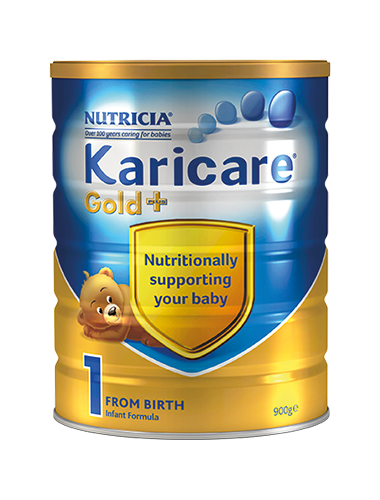 NUTRICIA®
Over 100 years caring for babies
Karicare®
Gold+
Nutritionally
supporting
your baby
1
FROM BIRTH
Infant Formula
900g℮